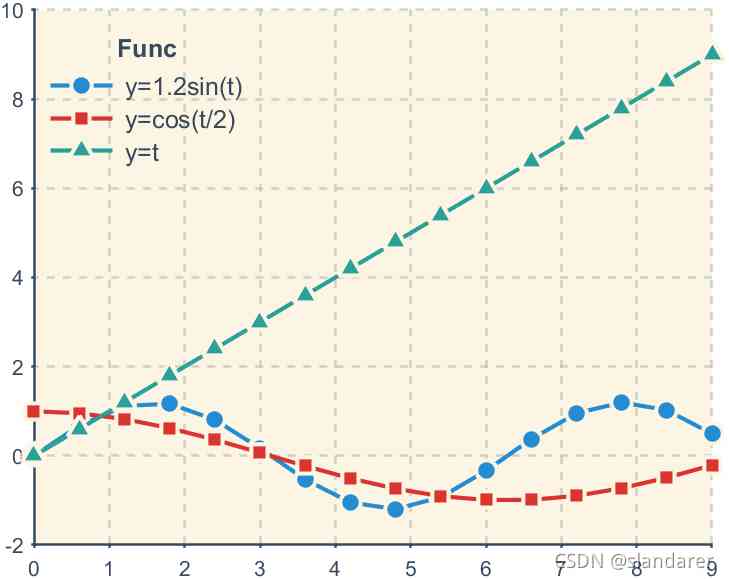 10
8
6
4
2
0
-2
Func
y=1.2sin(t)
y=cos(t/2)
y=t
0 1 2 3 4 5 6 7 8 9
CSDN @slandarer